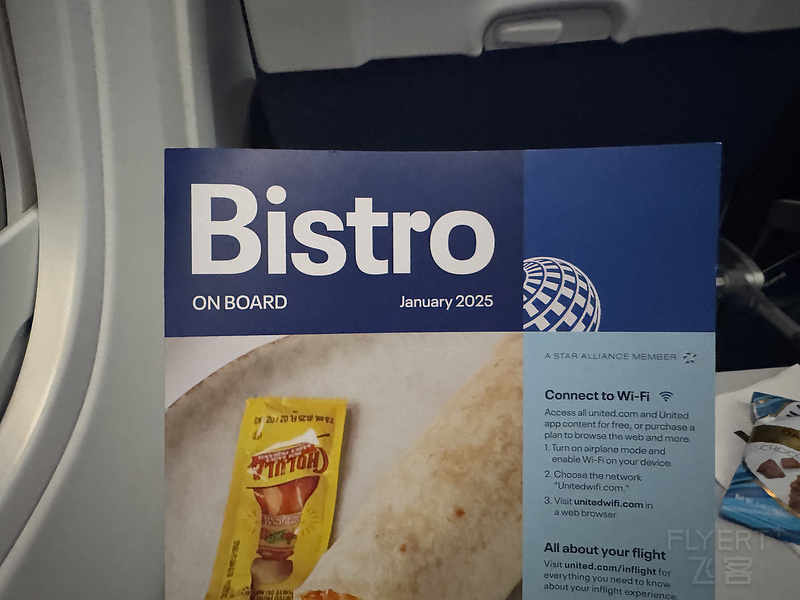 Bistro
ON BOARD
January 2025
A STAR ALLIANCE MEMBER
Connect to Wi-Fi
Access all united.com and United
app content for free, or purchase a
plan to browse the web and more.
1. Turn on airplane mode and
enable Wi-Fi on your device.
2. Choose the network
"Unitedwifi.com."
3. Visit unitedwifi.com in
a web browser.
All about your flight
Visit united.com/inflight for
everything you need to know
about your inflight experience.
CHOLULA
FLYERT
飞客